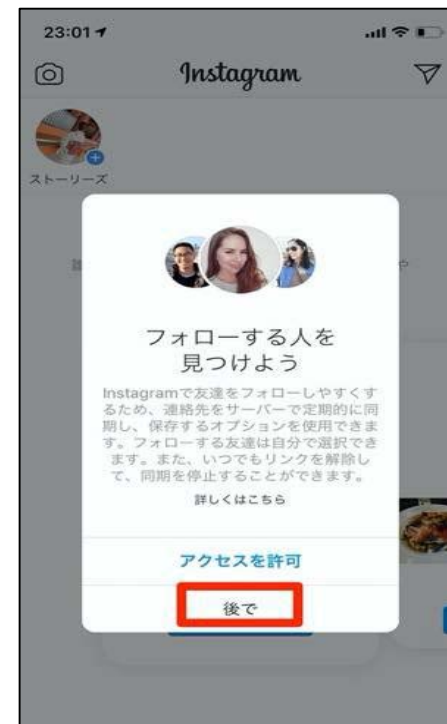 23:01
Instagram
ストーリーズ
フォローする人を
見つけよう
Instagramで友達をフォローしやすくす
るため、連絡先をサーバーで定期的に同
期し、保存するオプションを使用できま
す。フォローする友達は自分で選択でき
ます。また、いつでもリンクを解除し
て、同期を停止することができます。
詳しくはこちら
アクセスを許可
後で